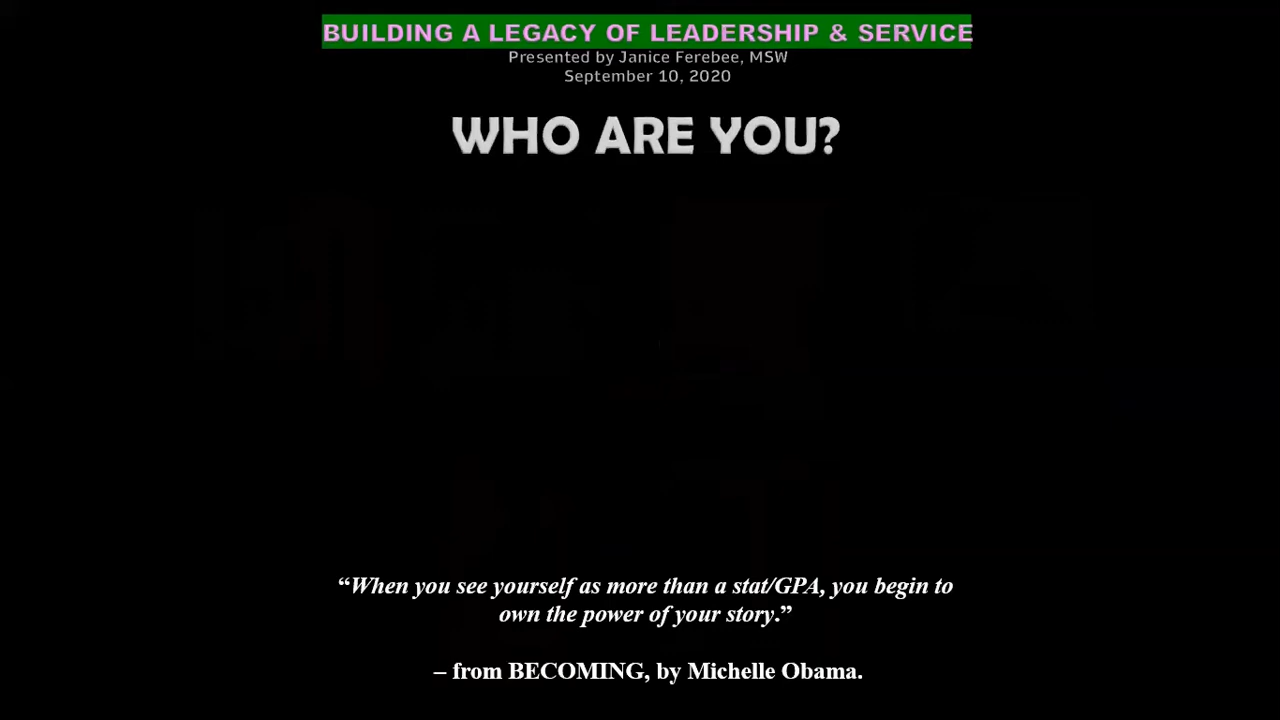 BUILDING A LEGACY OF LEADERSHIP & SERVICE
Presented by Janice Ferebee, MSW
September 10, 2020
WHO ARE YOU?
“When you see yourself as more than a stat/GPA, you begin to
own the power of your story.”
– from BECOMING, by Michelle Obama.